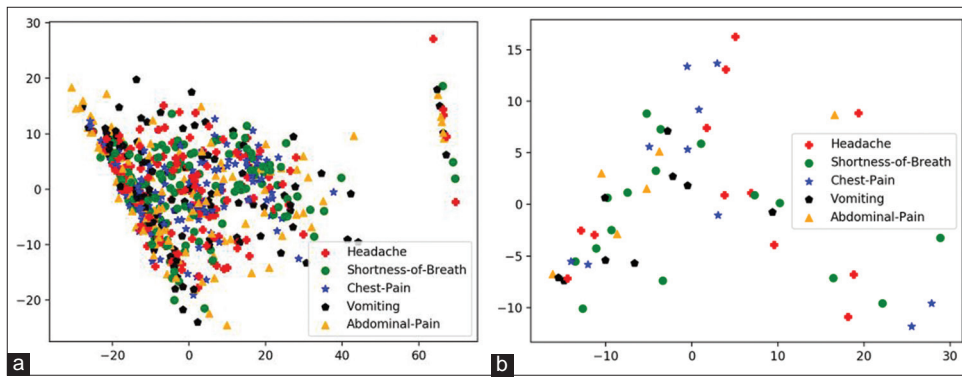 30
20
10
0
−10
−20
−20
0
20
40
60
Headache
Shortness-of-Breath
Chest-Pain
Vomiting
Abdominal-Pain
a
15
10
5
0
−5
−10
−10
0
10
20
30
Headache
Shortness-of-Breath
Chest-Pain
Vomiting
Abdominal-Pain
b